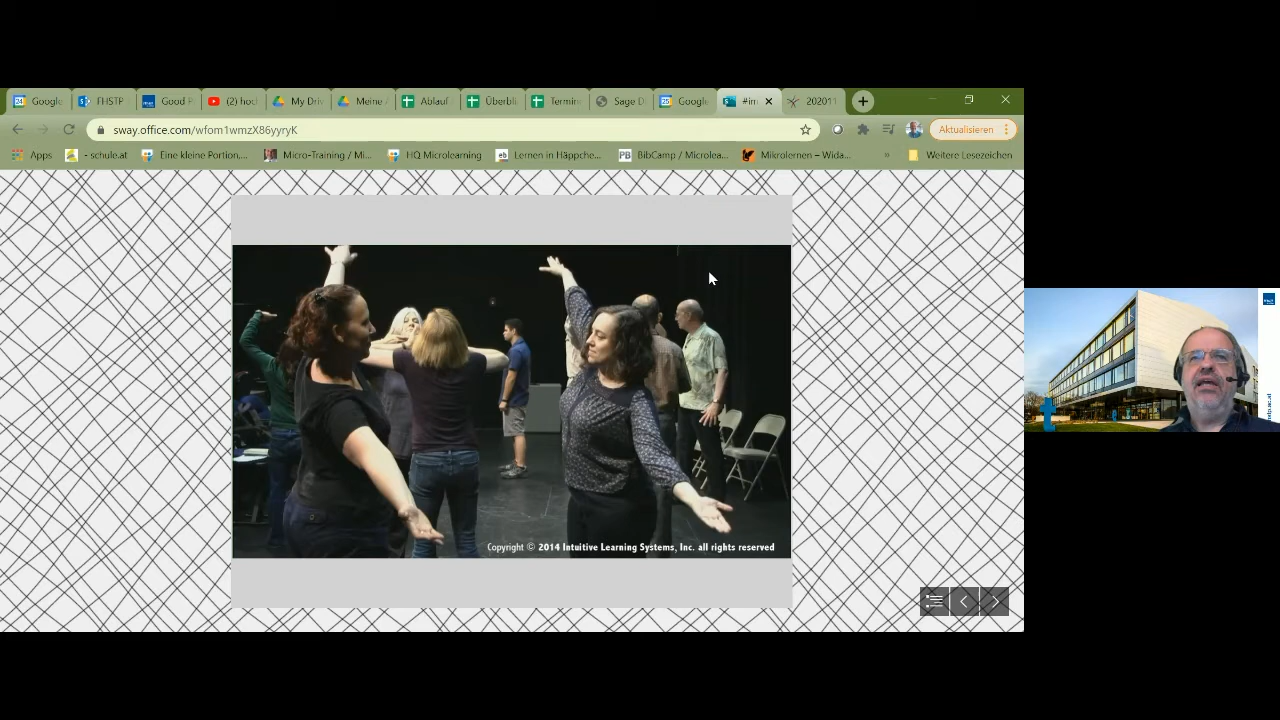 Google
FHSTP
Good P
(2) hoc
My Driv
Meine A
Ablauf
Überbli
Termin
Sage D
Google
#im
202011
sway.office.com/wfom1wmzX86yyryK
Aktualisieren
Apps
- schule.at
Eine kleine Portion,...
Micro-Training / Mi...
HQ Microlearning
Lernen in Häppche...
BibCamp / Microlea...
Mikrolernen – Wida...
»
Weitere Lesezeichen
Copyright © 2014 Intuitive Learning Systems, Inc. all rights reserved